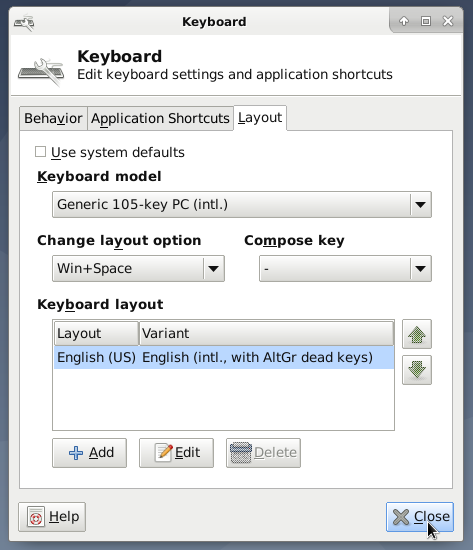 Keyboard
Keyboard
Edit keyboard settings and application shortcuts
Behavior Application Shortcuts Layout
Use system defaults
Keyboard model
Generic 105-key PC (intl.)
Change layout option Compose key
Win+Space -
Keyboard layout
Layout Variant
English (US) English (intl., with AltGr dead keys)
Add Edit Delete
Help Close